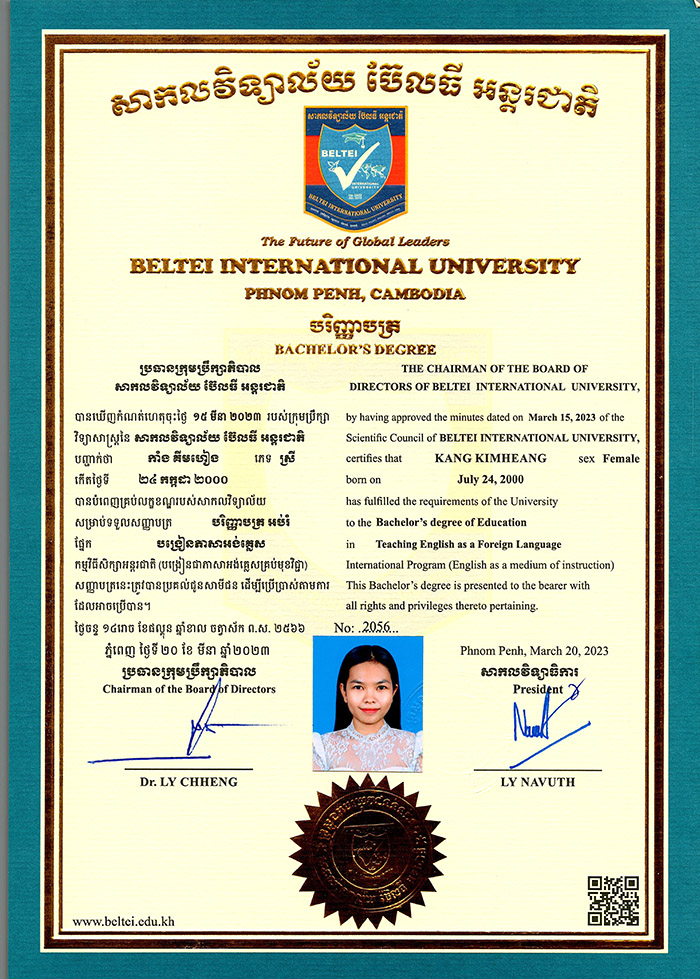 សាកលវិទ្យាល័យ ប៊ែលធី អន្តរជាតិ
សាកលវិទ្យាល័យ ប៊ែលធី អន្តរជាតិ
BELTEI
INTERNATIONAL
UNIVERSITY
BELTEI INTERNATIONAL UNIVERSITY
The Future of Global Leaders
BELTEI INTERNATIONAL UNIVERSITY
PHNOM PENH, CAMBODIA
បរិញ្ញាបត្រ
BACHELOR'S DEGREE
ប្រធានក្រុមប្រឹក្សាភិបាល
សាកលវិទ្យាល័យ ប៊ែលធី អន្តរជាតិ
បានឃើញកំណត់ហេតុចុះថ្ងៃ ១៥ មីនា ២០២៣ របស់ក្រុមប្រឹក្សា
វិទ្យាសាស្ត្រនៃ សាកលវិទ្យាល័យ ប៊ែលធី អន្តរជាតិ
បញ្ជាក់ថា កាំង គីមហៀង ភេទ ស្រី
កើតថ្ងៃទី ២៤ កក្កដា ២០០០
បានបំពេញគ្រប់លក្ខខណ្ឌរបស់សាកលវិទ្យាល័យ
សម្រាប់ទទួលសញ្ញាបត្រ បរិញ្ញាបត្រ អប់រំ
ផ្នែក បង្រៀនភាសាអង់គ្លេស
កម្មវិធីសិក្សាអន្តរជាតិ (បង្រៀនជាភាសាអង់គ្លេសគ្រប់មុខវិជ្ជា)
សញ្ញាបត្រនេះត្រូវបានប្រគល់ជូនសាមីជន ដើម្បីប្រើប្រាស់តាមការ
ដែលអាចប្រើបាន។
THE CHAIRMAN OF THE BOARD OF
DIRECTORS OF BELTEI INTERNATIONAL UNIVERSITY,
by having approved the minutes dated on March 15, 2023 of the
Scientific Council of BELTEI INTERNATIONAL UNIVERSITY,
certifies that KANG KIMHEANG sex Female
born on July 24, 2000
has fulfilled the requirements of the University
to the Bachelor's degree of Education
in Teaching English as a Foreign Language
International Program (English as a medium of instruction)
This Bachelor's degree is presented to the bearer with
all rights and privileges thereto pertaining.
ថ្ងៃចន្ទ ១៤រោច ខែផល្គុន ឆ្នាំខាល ចត្វាស័ក ព.ស. ២៥៦៦
No: ..2056...
ភ្នំពេញ ថ្ងៃទី ២០ ខែ មីនា ឆ្នាំ២០២៣
ប្រធានក្រុមប្រឹក្សាភិបាល
Chairman of the Board of Directors
Dr. LY CHHENG
Phnom Penh, March 20, 2023
សាកលវិទ្យាធិការ
President
LY NAVUTH
www.beltei.edu.kh